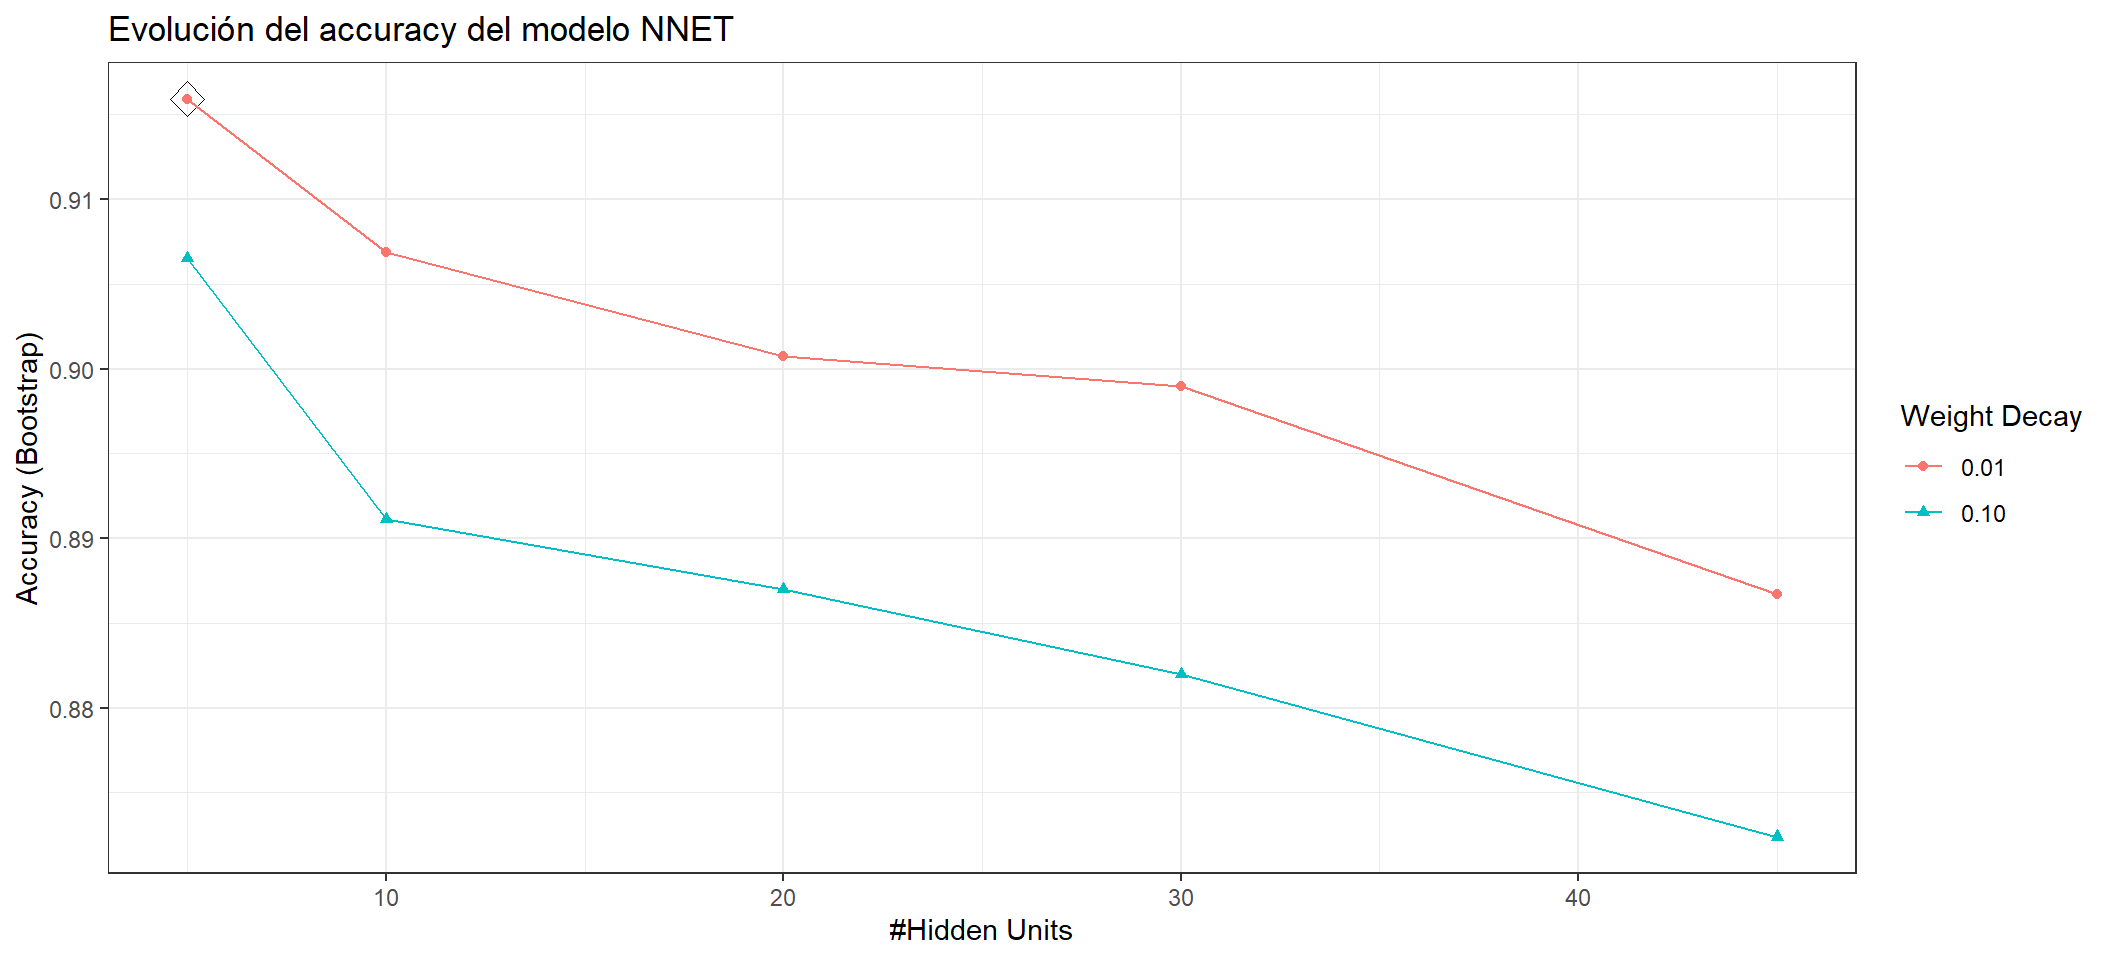 Evolución del accuracy del modelo NNET
Accuracy (Bootstrap)
0.91
0.90
0.89
0.88
10 20 30 40
#Hidden Units
Weight Decay
0.01
0.10